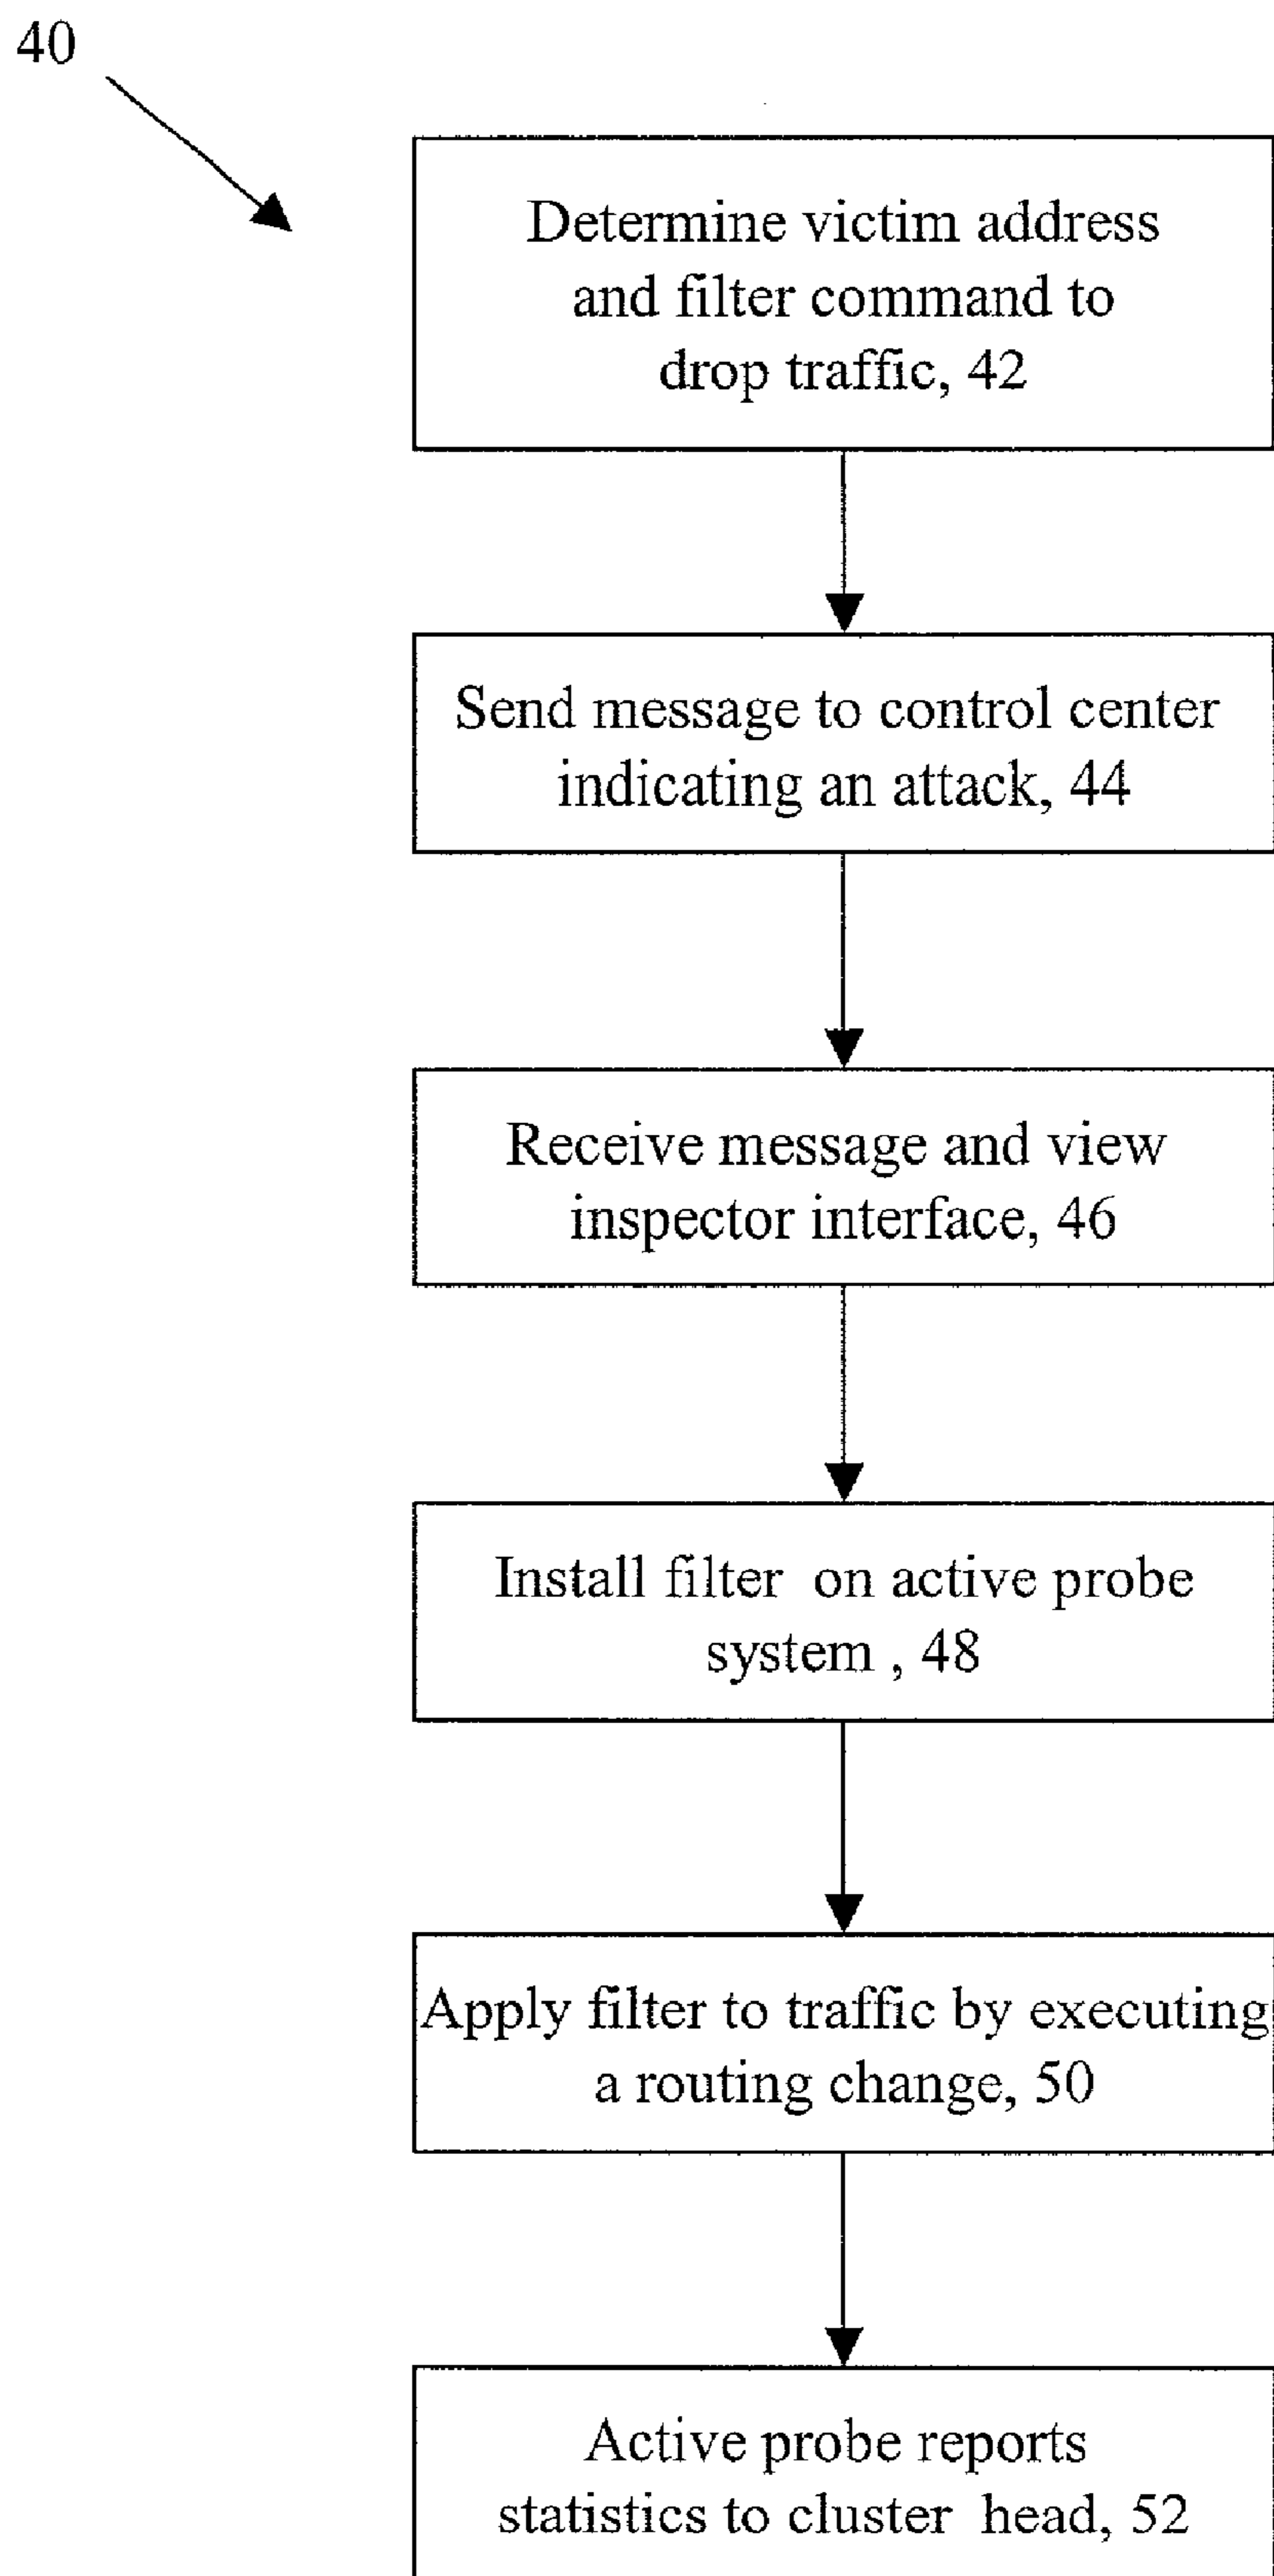 40
Determine victim address
and filter command to
drop traffic, 42
Send message to control center
indicating an attack, 44
Receive message and view
inspector interface, 46
Install filter on active probe
system , 48
Apply filter to traffic by executing
a routing change, 50
Active probe reports
statistics to cluster head, 52